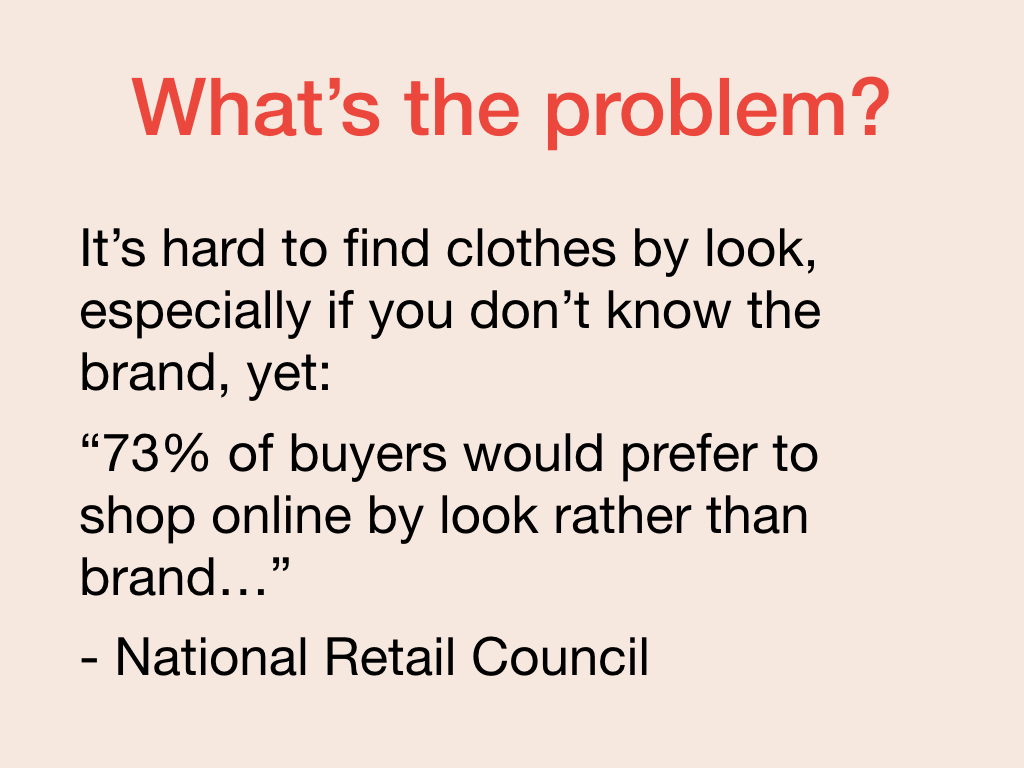 What’s the problem?
It’s hard to find clothes by look,
especially if you don’t know the
brand, yet:
“73% of buyers would prefer to
shop online by look rather than
brand…”
- National Retail Council